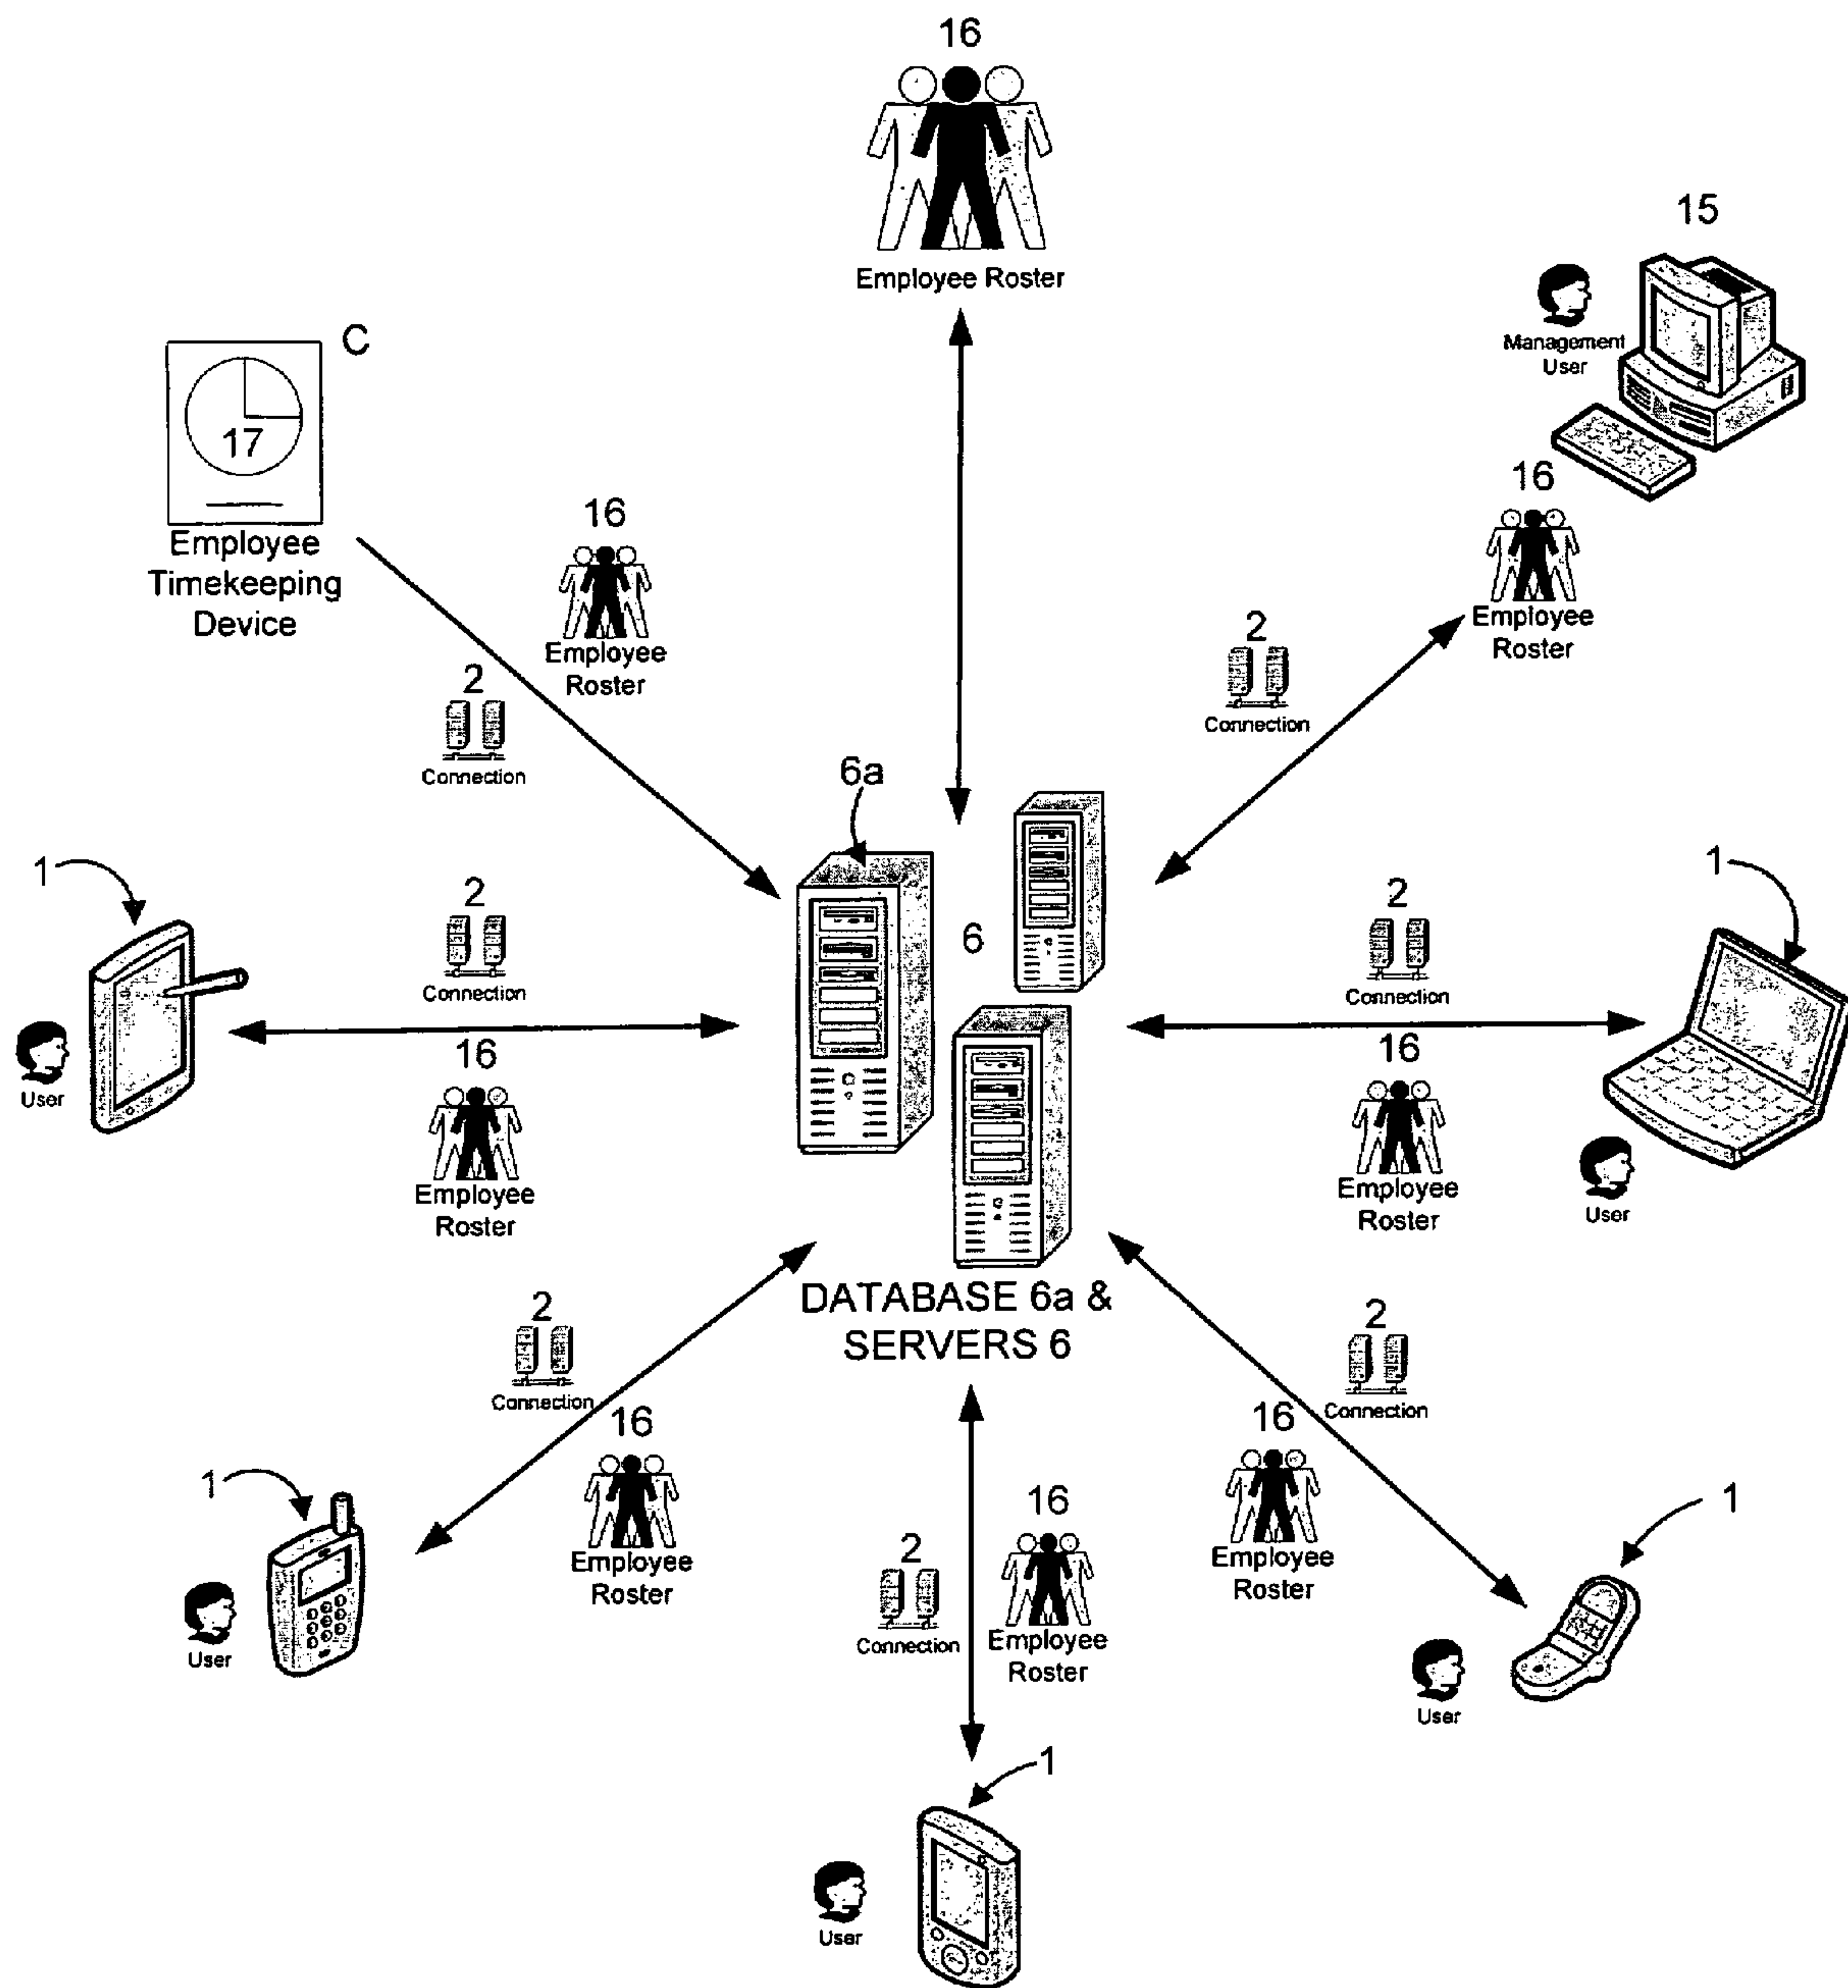 16
Employee Roster
15
Management
User
C
17
Employee
Timekeeping
Device
16
Employee
Roster
2
Connection
16
Employee
Roster
2
Connection
6a
6
1
2
Connection
16
Employee
Roster
User
1
2
Connection
16
Employee
Roster
User
DATABASE 6a &
SERVERS 6
2
Connection
16
Employee
Roster
1
User
2
Connection
16
Employee
Roster
1
User
2
Connection
16
Employee
Roster
1
User